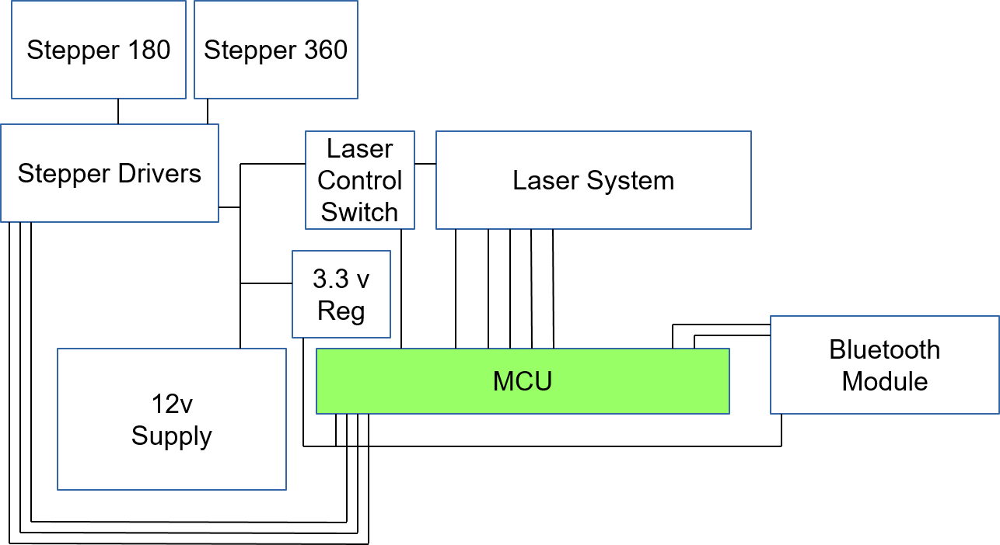 Stepper 180
Stepper 360
Stepper Drivers
Laser
Control
Switch
Laser System
3.3 v
Reg
Bluetooth
Module
MCU
12v
Supply